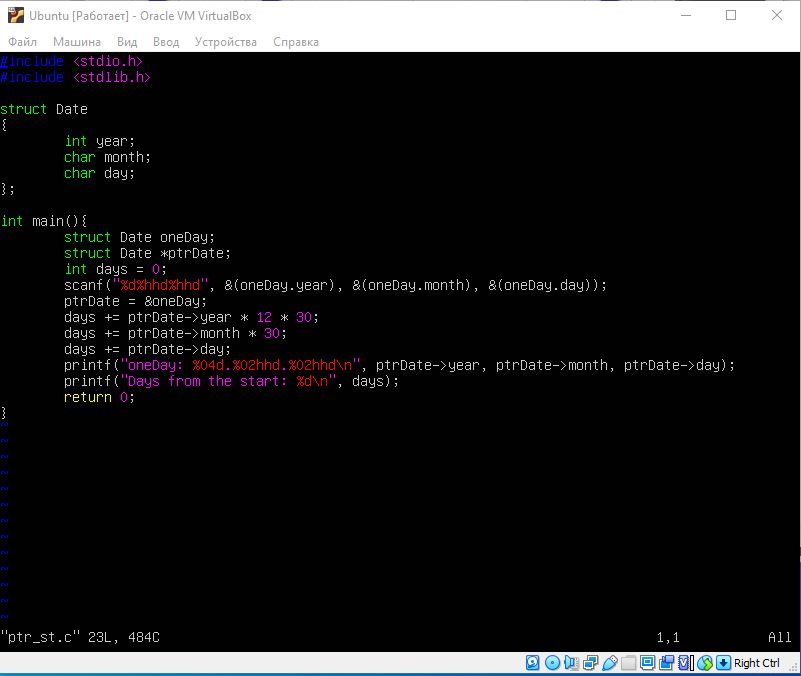 Ubuntu [Работает] - Oracle VM VirtualBox
Файл Машина Вид Ввод Устройства Справка
#include <stdio.h>
#include <stdlib.h>
struct Date
{
        int year;
        char month;
        char day;
};
int main(){
        struct Date oneDay;
        struct Date *ptrDate;
        int days = 0;
        scanf("%d%hhd%hhd", &(oneDay.year), &(oneDay.month), &(oneDay.day));
        ptrDate = &oneDay;
        days += ptrDate->year * 12 * 30;
        days += ptrDate->month * 30;
        days += ptrDate->day;
        printf("oneDay: %04d.%02hhd.%02hhd\n", ptrDate->year, ptrDate->month, ptrDate->day);
        printf("Days from the start: %d\n", days);
        return 0;
}
~
~
~
~
~
~
~
~
~
~
~
~
~
"ptr_st.c" 23L, 484C 1,1 All
Right Ctrl